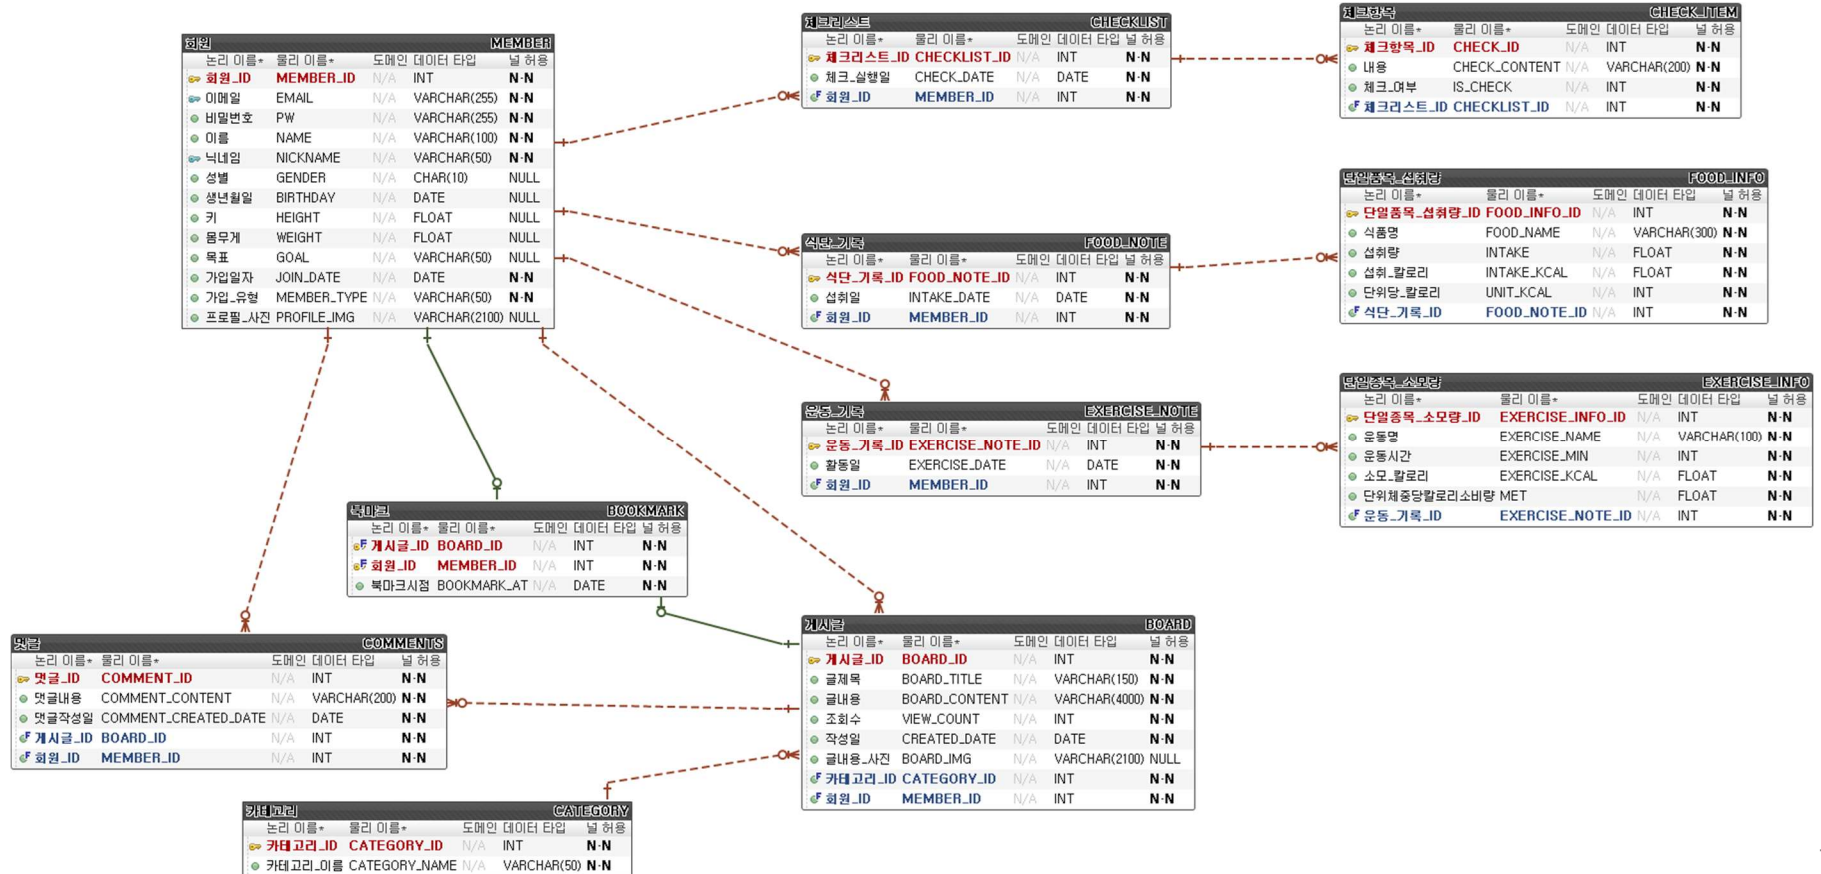 회원 MEMBER
논리 이름* 물리 이름* 도메인 데이터 타입 널 허용
회원_ID MEMBER_ID N/A INT N-N
이메일 EMAIL N/A VARCHAR(255) N-N
비밀번호 PW N/A VARCHAR(255) N-N
이름 NAME N/A VARCHAR(100) N-N
닉네임 NICKNAME N/A VARCHAR(50) N-N
성별 GENDER N/A CHAR(10) NULL
생년월일 BIRTHDAY N/A DATE NULL
키 HEIGHT N/A FLOAT NULL
몸무게 WEIGHT N/A FLOAT NULL
목표 GOAL N/A VARCHAR(50) NULL
가입일자 JOIN_DATE N/A DATE N-N
가입_유형 MEMBER_TYPE N/A VARCHAR(50) N-N
프로필_사진 PROFILE_IMG N/A VARCHAR(2100) NULL
체크리스트 CHECKLIST
논리 이름* 물리 이름* 도메인 데이터 타입 널 허용
체크리스트_ID CHECKLIST_ID N/A INT N-N
체크_실행일 CHECK_DATE N/A DATE N-N
회원_ID MEMBER_ID N/A INT N-N
체크항목 CHECK_ITEM
논리 이름* 물리 이름* 도메인 데이터 타입 널 허용
체크항목_ID CHECK_ID N/A INT N-N
내용 CHECK_CONTENT N/A VARCHAR(200) N-N
체크_여부 IS_CHECK N/A INT N-N
체크리스트_ID CHECKLIST_ID N/A INT N-N
식단_기록 FOOD_NOTE
논리 이름* 물리 이름* 도메인 데이터 타입 널 허용
식단_기록_ID FOOD_NOTE_ID N/A INT N-N
섭취일 INTAKE_DATE N/A DATE N-N
회원_ID MEMBER_ID N/A INT N-N
단일품목_섭취량 FOOD_INFO
논리 이름* 물리 이름* 도메인 데이터 타입 널 허용
단일품목_섭취량_ID FOOD_INFO_ID N/A INT N-N
식품명 FOOD_NAME N/A VARCHAR(300) N-N
섭취량 INTAKE N/A FLOAT N-N
섭취_칼로리 INTAKE_KCAL N/A FLOAT N-N
단위당_칼로리 UNIT_KCAL N/A INT N-N
식단_기록_ID FOOD_NOTE_ID N/A INT N-N
운동_기록 EXERCISE_NOTE
논리 이름* 물리 이름* 도메인 데이터 타입 널 허용
운동_기록_ID EXERCISE_NOTE_ID N/A INT N-N
활동일 EXERCISE_DATE N/A DATE N-N
회원_ID MEMBER_ID N/A INT N-N
단일종목_소모량 EXERCISE_INFO
논리 이름* 물리 이름* 도메인 데이터 타입 널 허용
단일종목_소모량_ID EXERCISE_INFO_ID N/A INT N-N
운동명 EXERCISE_NAME N/A VARCHAR(100) N-N
운동시간 EXERCISE_MIN N/A INT N-N
소모_칼로리 EXERCISE_KCAL N/A FLOAT N-N
단위체중당칼로리소비량 MET N/A FLOAT N-N
운동_기록_ID EXERCISE_NOTE_ID N/A INT N-N
북마크 BOOKMARK
논리 이름* 물리 이름* 도메인 데이터 타입 널 허용
게시글_ID BOARD_ID N/A INT N-N
회원_ID MEMBER_ID N/A INT N-N
북마크시점 BOOKMARK_AT N/A DATE N-N
댓글 COMMENTS
논리 이름* 물리 이름* 도메인 데이터 타입 널 허용
댓글_ID COMMENT_ID N/A INT N-N
댓글내용 COMMENT_CONTENT N/A VARCHAR(200) N-N
댓글작성일 COMMENT_CREATED_DATE N/A DATE N-N
게시글_ID BOARD_ID N/A INT N-N
회원_ID MEMBER_ID N/A INT N-N
게시글 BOARD
논리 이름* 물리 이름* 도메인 데이터 타입 널 허용
게시글_ID BOARD_ID N/A INT N-N
글제목 BOARD_TITLE N/A VARCHAR(150) N-N
글내용 BOARD_CONTENT N/A VARCHAR(4000) N-N
조회수 VIEW_COUNT N/A INT N-N
작성일 CREATED_DATE N/A DATE N-N
글내용_사진 BOARD_IMG N/A VARCHAR(2100) NULL
카테고리_ID CATEGORY_ID N/A INT N-N
회원_ID MEMBER_ID N/A INT N-N
카테고리 CATEGORY
논리 이름* 물리 이름* 도메인 데이터 타입 널 허용
카테고리_ID CATEGORY_ID N/A INT N-N
카테고리_이름 CATEGORY_NAME N/A VARCHAR(50) N-N